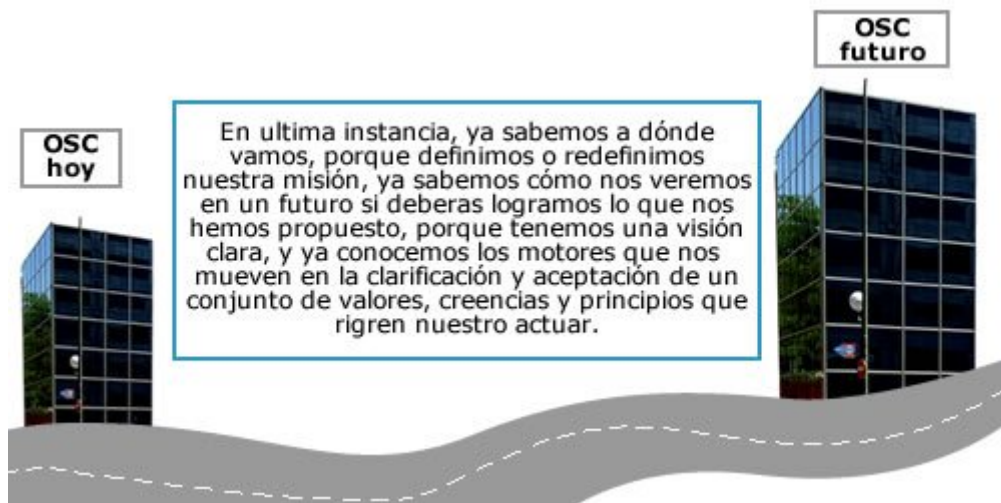 OSC
futuro
OSC
hoy
En ultima instancia, ya sabemos a dónde
vamos, porque definimos o redefinimos
nuestra misión, ya sabemos cómo nos veremos
en un futuro si deberas logramos lo que nos
hemos propuesto, porque tenemos una visión
clara, y ya conocemos los motores que nos
mueven en la clarificación y aceptación de un
conjunto de valores, creencias y principios que
rigren nuestro actuar.